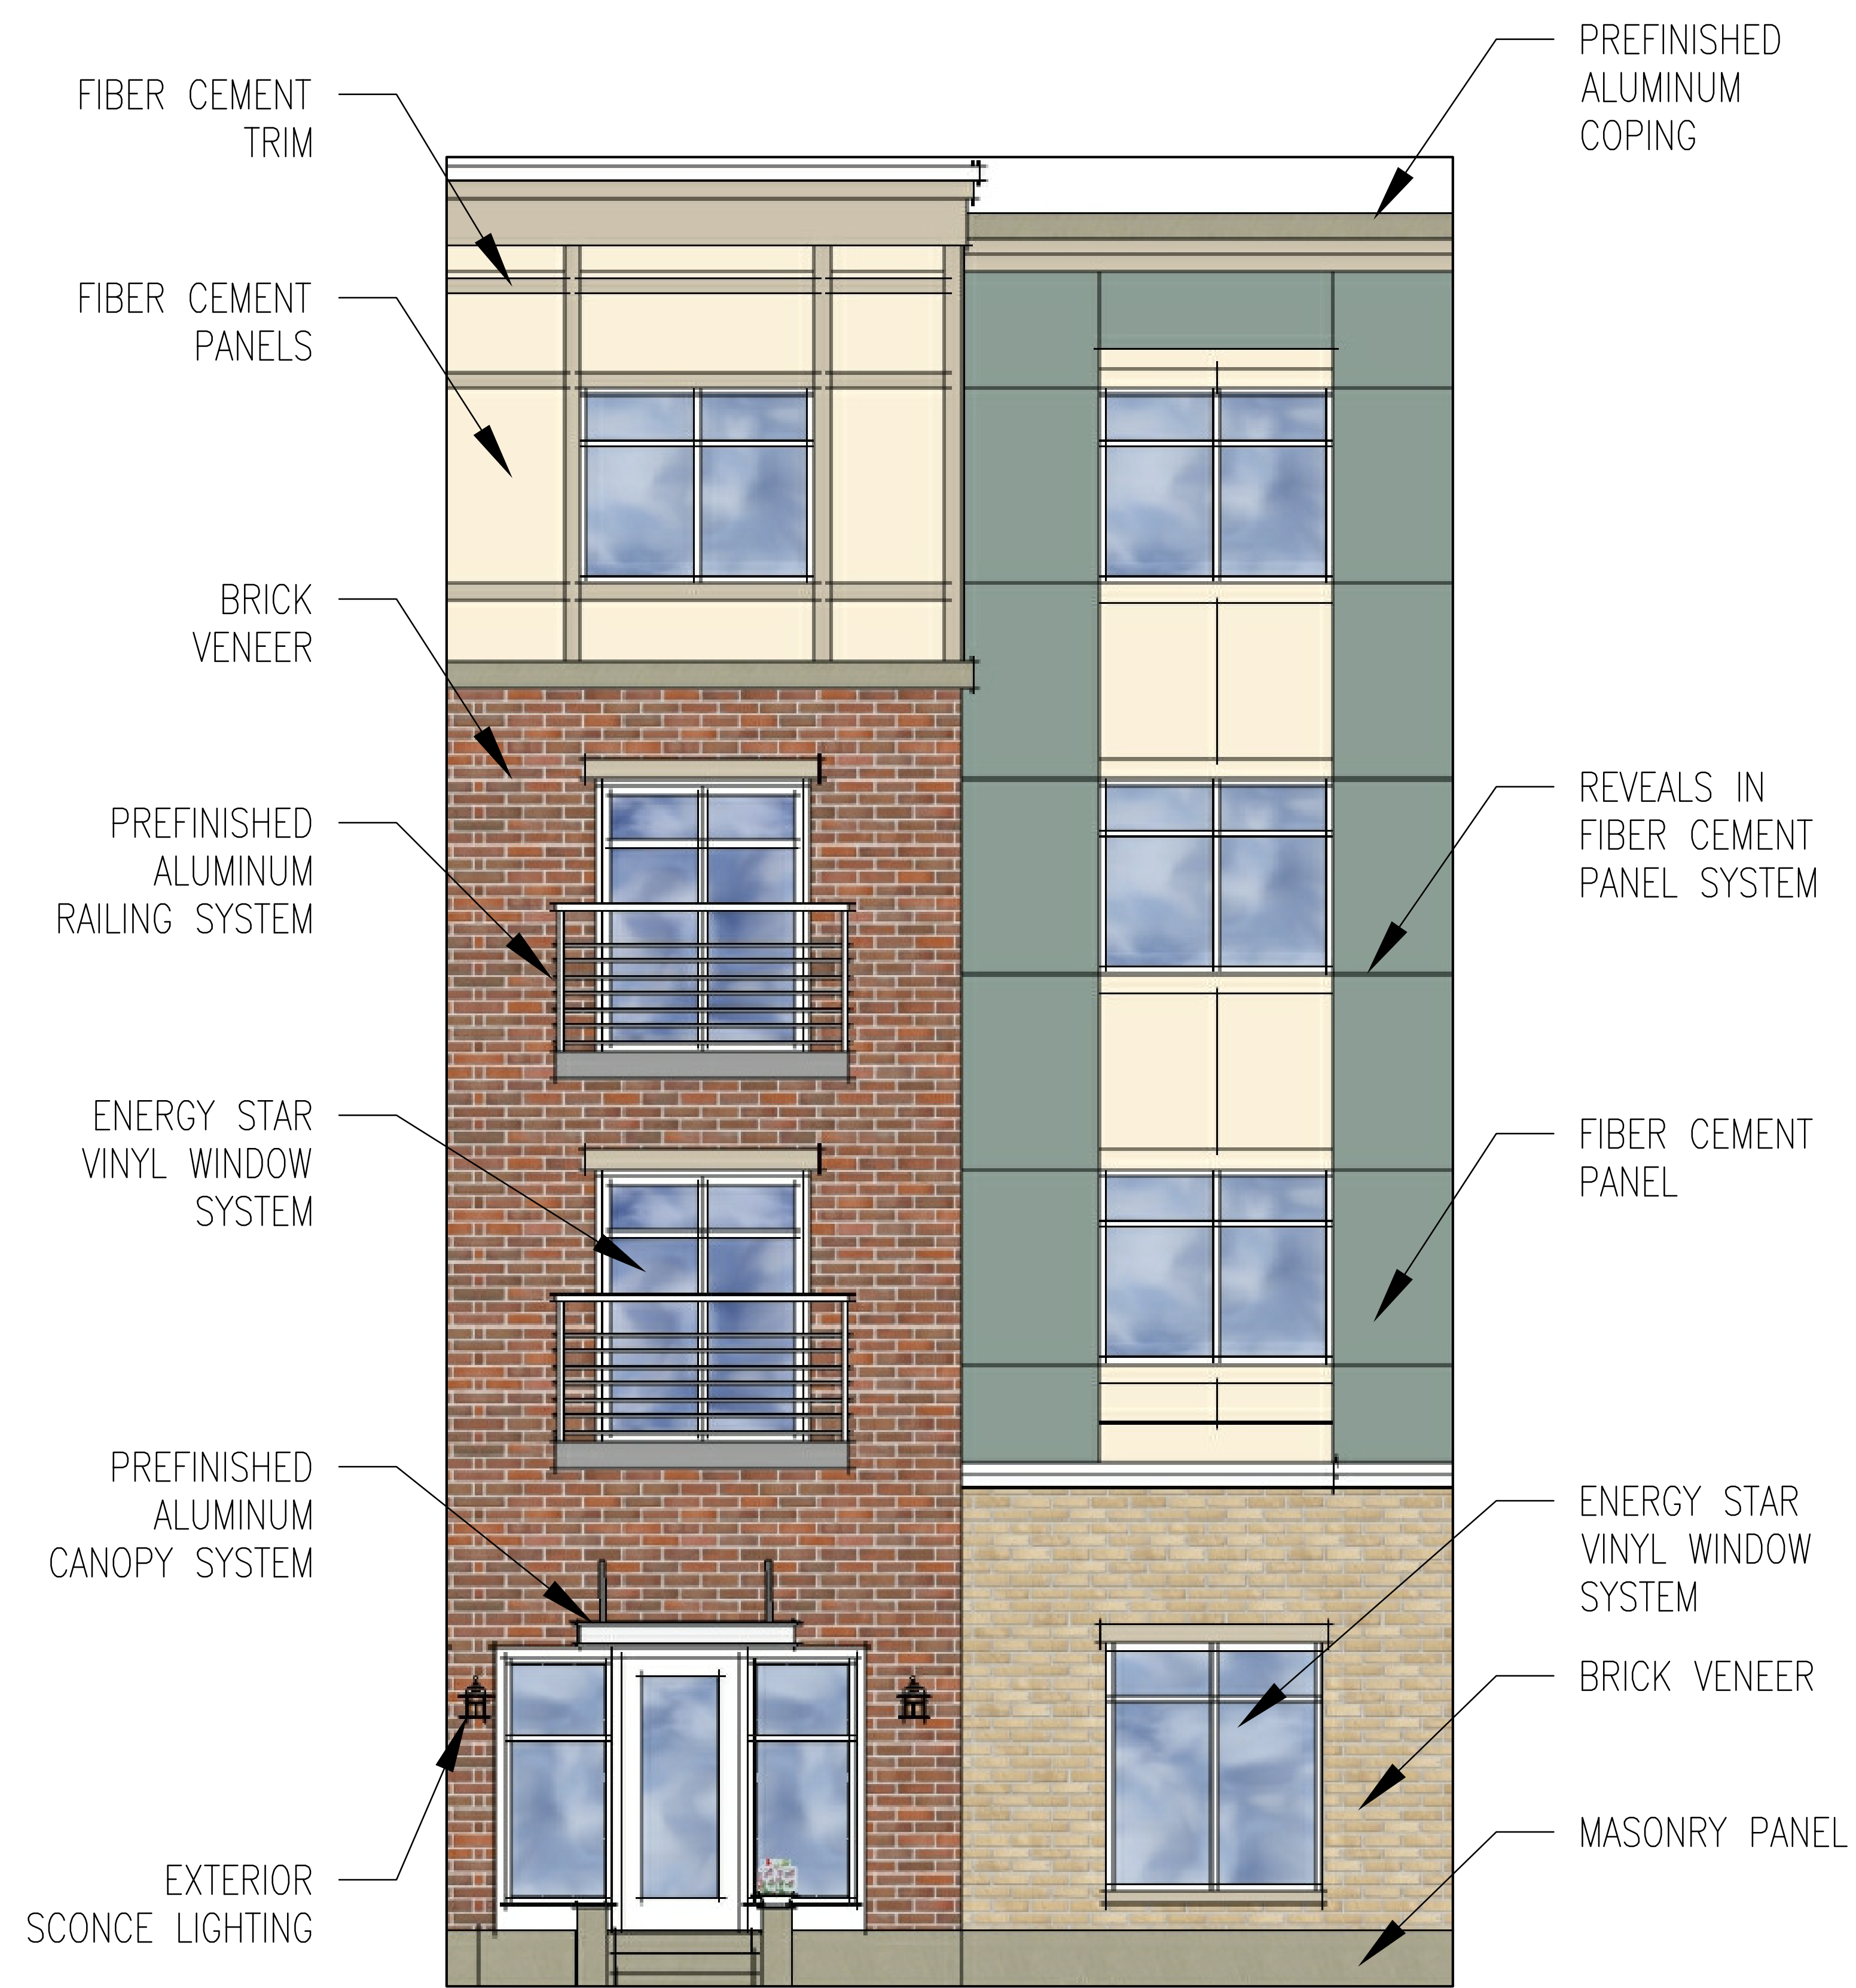 FIBER CEMENT
TRIM
FIBER CEMENT
PANELS
BRICK
VENEER
PREFINISHED
ALUMINUM
RAILING SYSTEM
ENERGY STAR
VINYL WINDOW
SYSTEM
PREFINISHED
ALUMINUM
CANOPY SYSTEM
EXTERIOR
SCONCE LIGHTING
PREFINISHED
ALUMINUM
COPING
REVEALS IN
FIBER CEMENT
PANEL SYSTEM
FIBER CEMENT
PANEL
ENERGY STAR
VINYL WINDOW
SYSTEM
BRICK VENEER
MASONRY PANEL